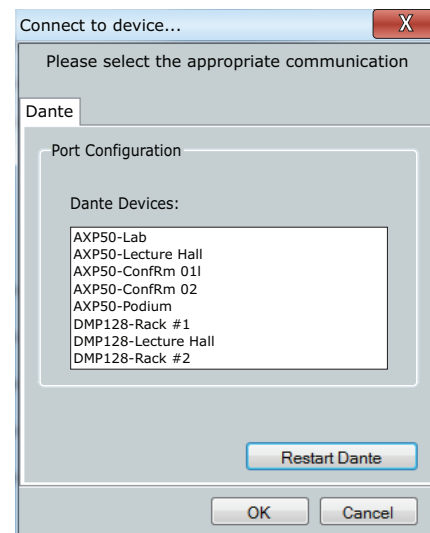 Connect to device...
X
Please select the appropriate communication
Dante
Port Configuration
Dante Devices:
AXP50-Lab
AXP50-Lecture Hall
AXP50-ConfRm 01l
AXP50-ConfRm 02
AXP50-Podium
DMP128-Rack #1
DMP128-Lecture Hall
DMP128-Rack #2
Restart Dante
OK Cancel